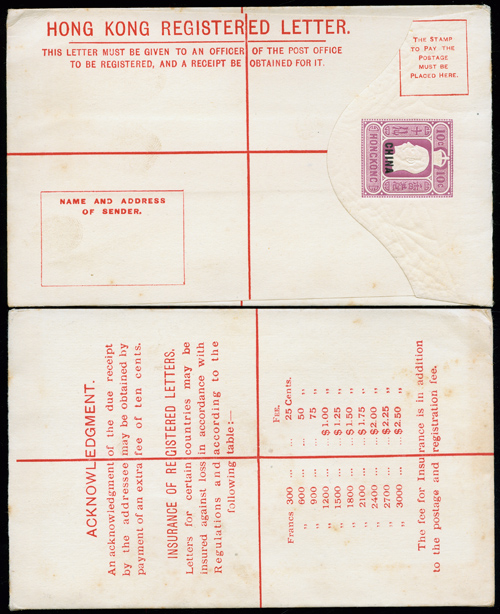 HONG KONG REGISTERED LETTER.
THIS LETTER MUST BE GIVEN TO AN OFFICER OF THE POST OFFICE
TO BE REGISTERED, AND A RECEIPT BE OBTAINED FOR IT.
THE STAMP
TO PAY THE
POSTAGE
MUST BE
PLACED HERE.
10C
10C
HONGKONG
CHINA
NAME AND ADDRESS
OF SENDER.
ACKNOWLEDGMENT.
An acknowledgment of the due receipt
by the addressee may be obtained by
payment of an extra fee of ten cents.
INSURANCE OF REGISTERED LETTERS.
Letters for certain countries may be
insured against loss in accordance with
Regulations and according to the
following table:—
FEE.
Francs 300 ... ... 25 Cents.
„ 600 ... ... 50 „
„ 900 ... ... 75 „
„ 1200 ... ... $1.00 „
„ 1500 ... ... $1.25 „
„ 1800 ... ... $1.50 „
„ 2100 ... ... $1.75 „
„ 2400 ... ... $2.00 „
„ 2700 ... ... $2.25 „
„ 3000 ... ... $2.50 „
The fee for Insurance is in addition
to the postage and registration fee.